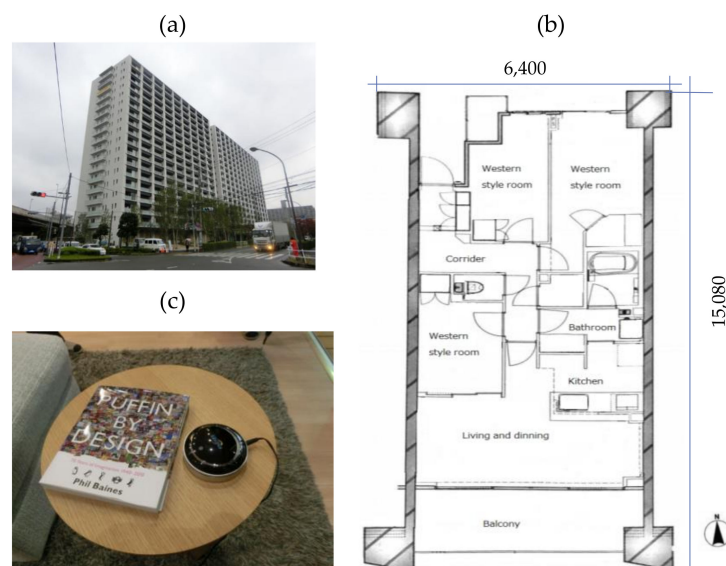 (a)
(b)
6,400
Western
style room
Western
style room
Corrider
15,080
(c)
Western
style room
Bathroom
Kitchen
Living and dinning
Balcony
N
PUFFIN
BY
DESIGN
Phil Baines